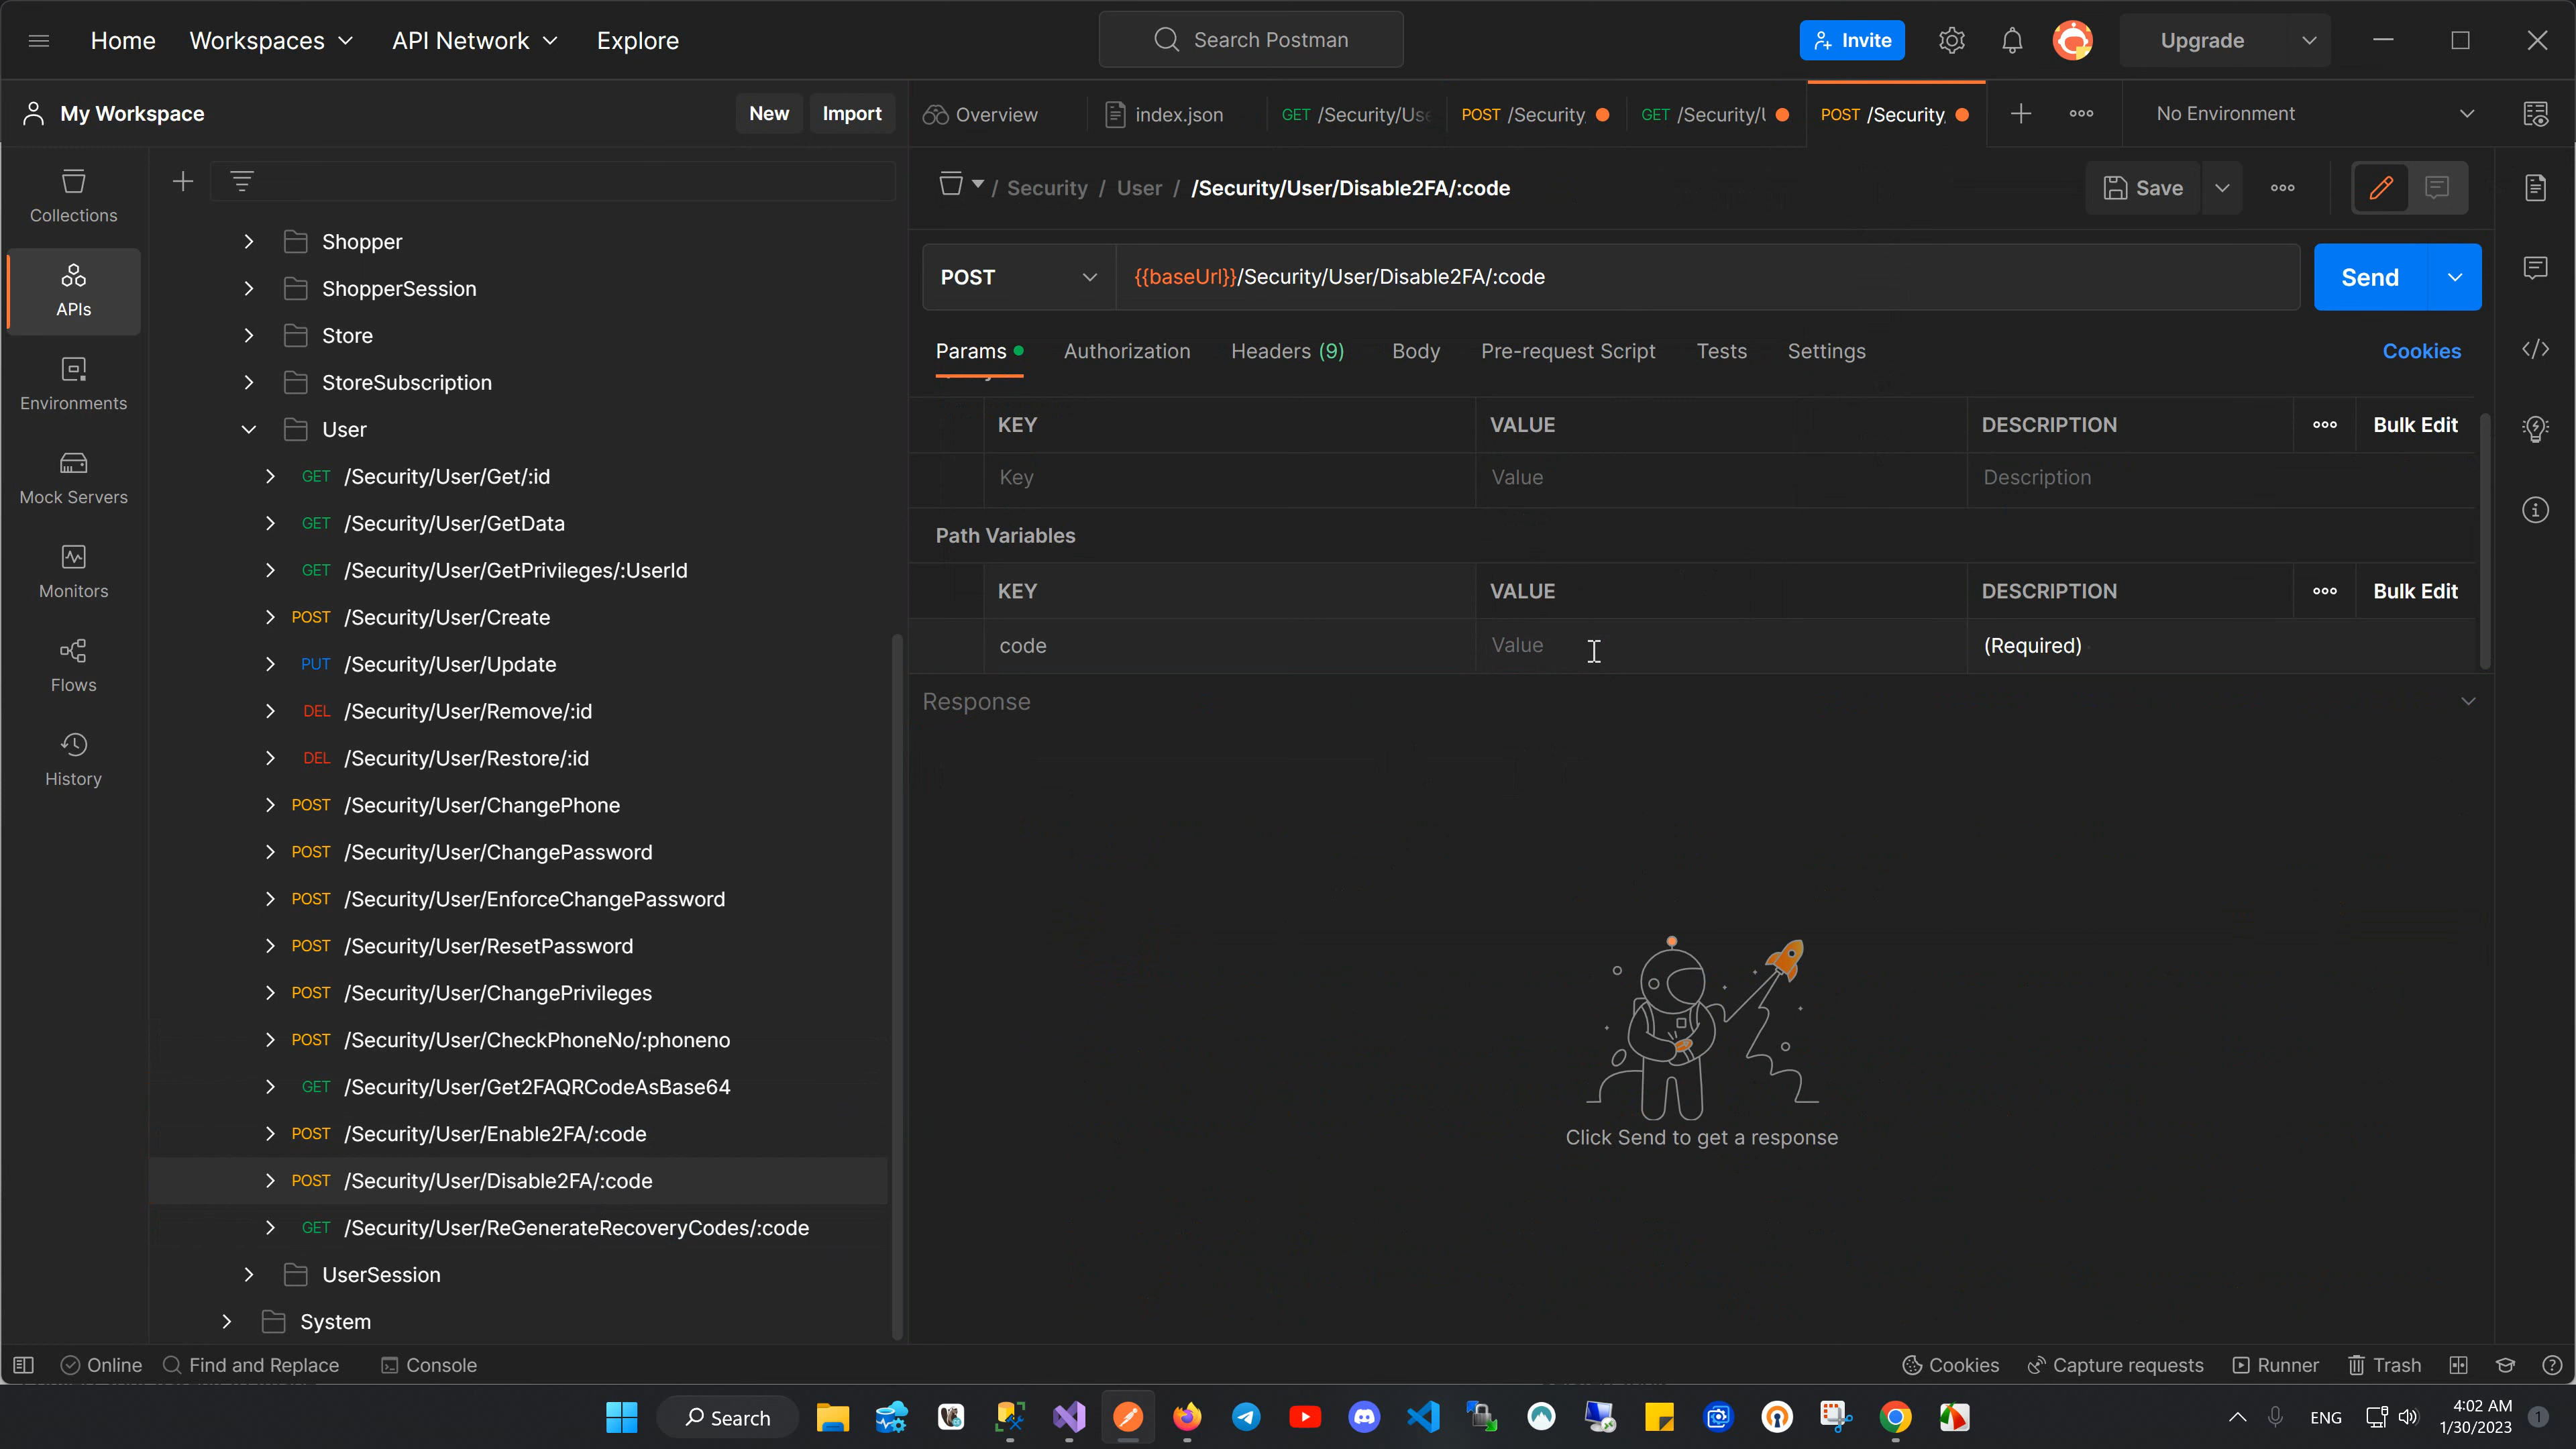 Home Workspaces API Network Explore Search Postman Invite Upgrade
My Workspace New Import Overview index.json GET /Security/Use POST /Security, GET /Security/U POST /Security, No Environment
/ Security / User / /Security/User/Disable2FA/:code Save
Collections
APIs
Environments
Mock Servers
Monitors
Flows
History
Shopper
ShopperSession
Store
StoreSubscription
User
GET /Security/User/Get/:id
GET /Security/User/GetData
GET /Security/User/GetPrivileges/:UserId
POST /Security/User/Create
PUT /Security/User/Update
DEL /Security/User/Remove/:id
DEL /Security/User/Restore/:id
POST /Security/User/ChangePhone
POST /Security/User/ChangePassword
POST /Security/User/EnforceChangePassword
POST /Security/User/ResetPassword
POST /Security/User/ChangePrivileges
POST /Security/User/CheckPhoneNo/:phoneno
GET /Security/User/Get2FAQRCodeAsBase64
POST /Security/User/Enable2FA/:code
POST /Security/User/Disable2FA/:code
GET /Security/User/ReGenerateRecoveryCodes/:code
UserSession
System
POST {{baseUrl}}/Security/User/Disable2FA/:code Send
Params Authorization Headers (9) Body Pre-request Script Tests Settings Cookies
KEY VALUE DESCRIPTION Bulk Edit
Key Value Description
Path Variables
KEY VALUE DESCRIPTION Bulk Edit
code Value (Required)
Response
Click Send to get a response
Online Find and Replace Console Cookies Capture requests Runner Trash
Search ENG 4:02 AM
1/30/2023 1